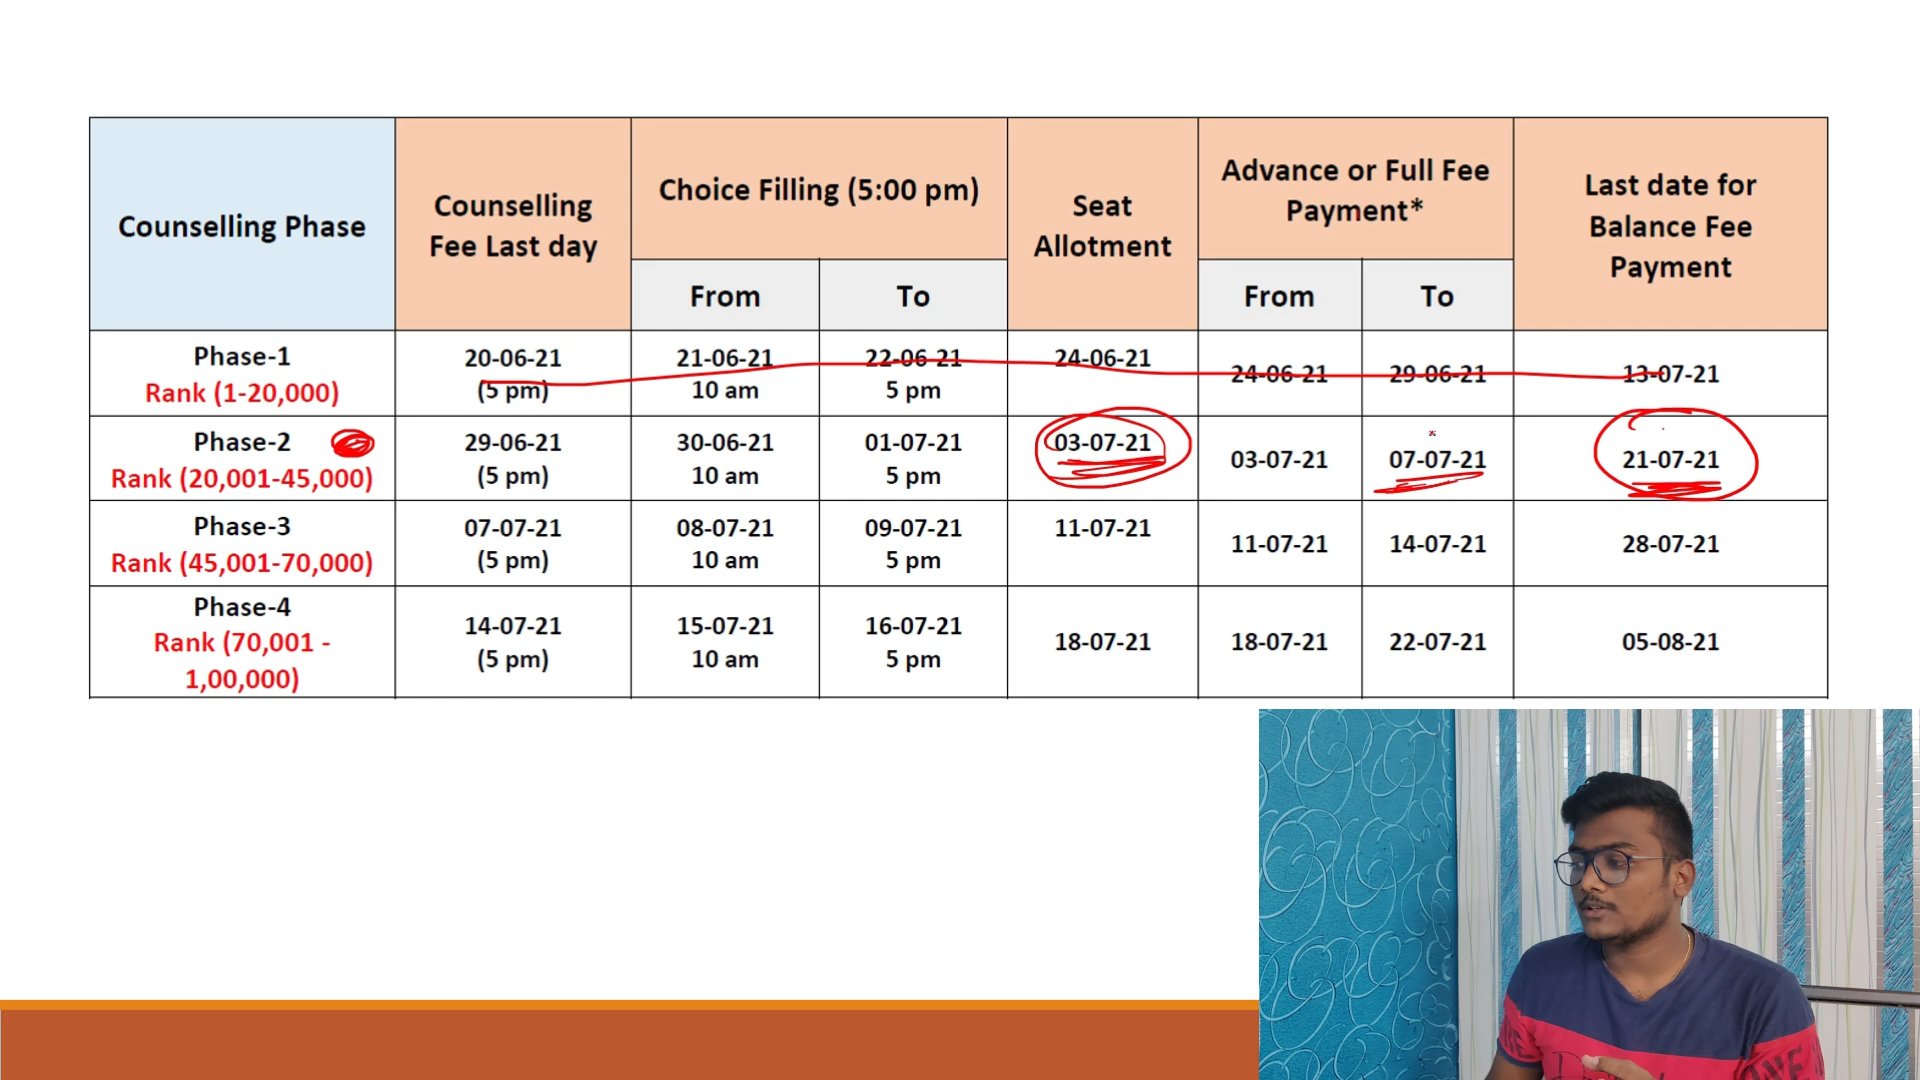 Counselling Phase
Counselling
Fee Last day
Choice Filling (5:00 pm)
Seat
Allotment
Advance or Full Fee
Payment*
Last date for
Balance Fee
Payment
From
To
From
To
Phase-1
Rank (1-20,000)
20-06-21
(5 pm)
21-06-21
10 am
22-06-21
5 pm
24-06-21
24-06-21
29-06-21
13-07-21
Phase-2
Rank (20,001-45,000)
29-06-21
(5 pm)
30-06-21
10 am
01-07-21
5 pm
03-07-21
03-07-21
07-07-21
21-07-21
Phase-3
Rank (45,001-70,000)
07-07-21
(5 pm)
08-07-21
10 am
09-07-21
5 pm
11-07-21
11-07-21
14-07-21
28-07-21
Phase-4
Rank (70,001 -
1,00,000)
14-07-21
(5 pm)
15-07-21
10 am
16-07-21
5 pm
18-07-21
18-07-21
22-07-21
05-08-21